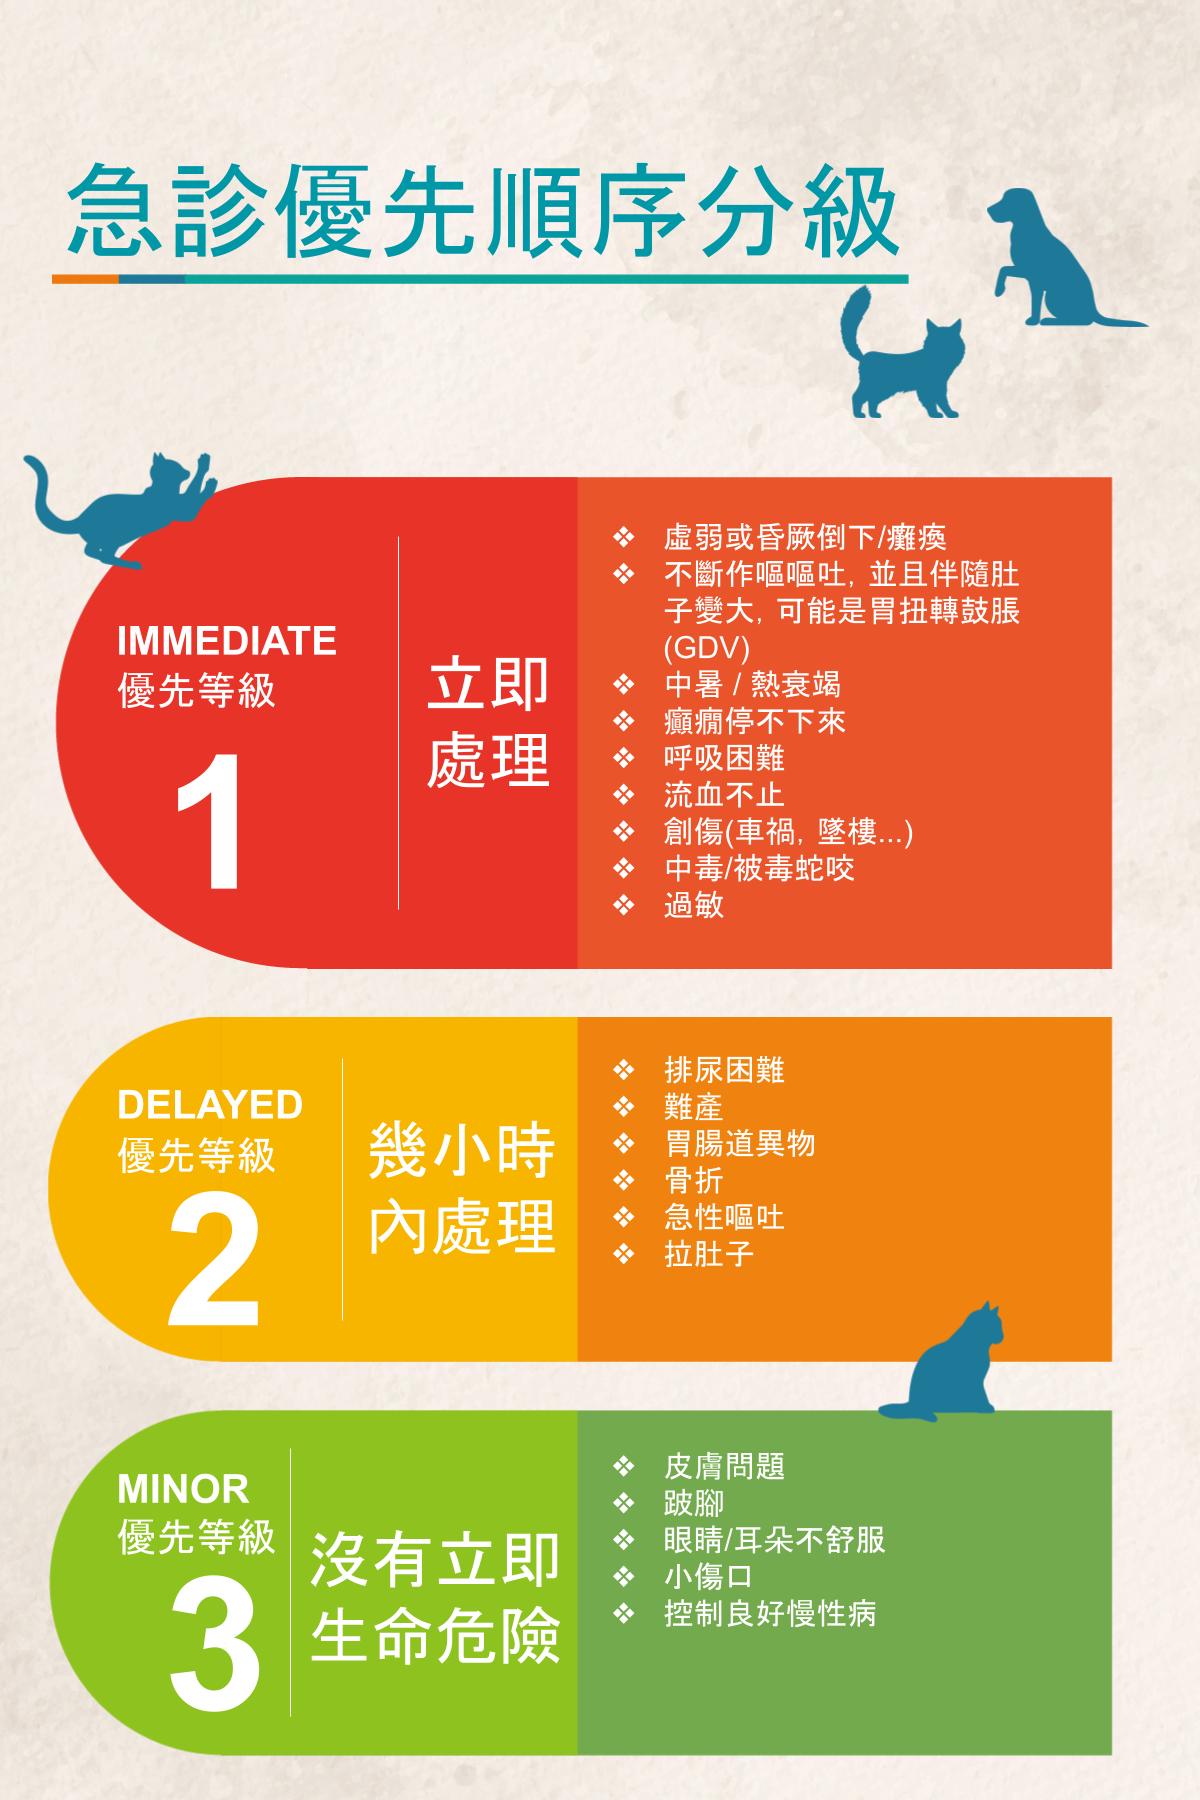 急診優先順序分級
IMMEDIATE
優先等級
1
立即
處理
❖ 虛弱或昏厥倒下/癱瘓
❖ 不斷作嘔嘔吐，並且伴隨肚
子變大，可能是胃扭轉鼓脹
(GDV)
❖ 中暑 / 熱衰竭
❖ 癲癇停不下來
❖ 呼吸困難
❖ 流血不止
❖ 創傷(車禍，墜樓...)
❖ 中毒/被毒蛇咬
❖ 過敏
DELAYED
優先等級
2
幾小時
內處理
❖ 排尿困難
❖ 難產
❖ 胃腸道異物
❖ 骨折
❖ 急性嘔吐
❖ 拉肚子
MINOR
優先等級
3
沒有立即
生命危險
❖ 皮膚問題
❖ 跛腳
❖ 眼睛/耳朵不舒服
❖ 小傷口
❖ 控制良好慢性病